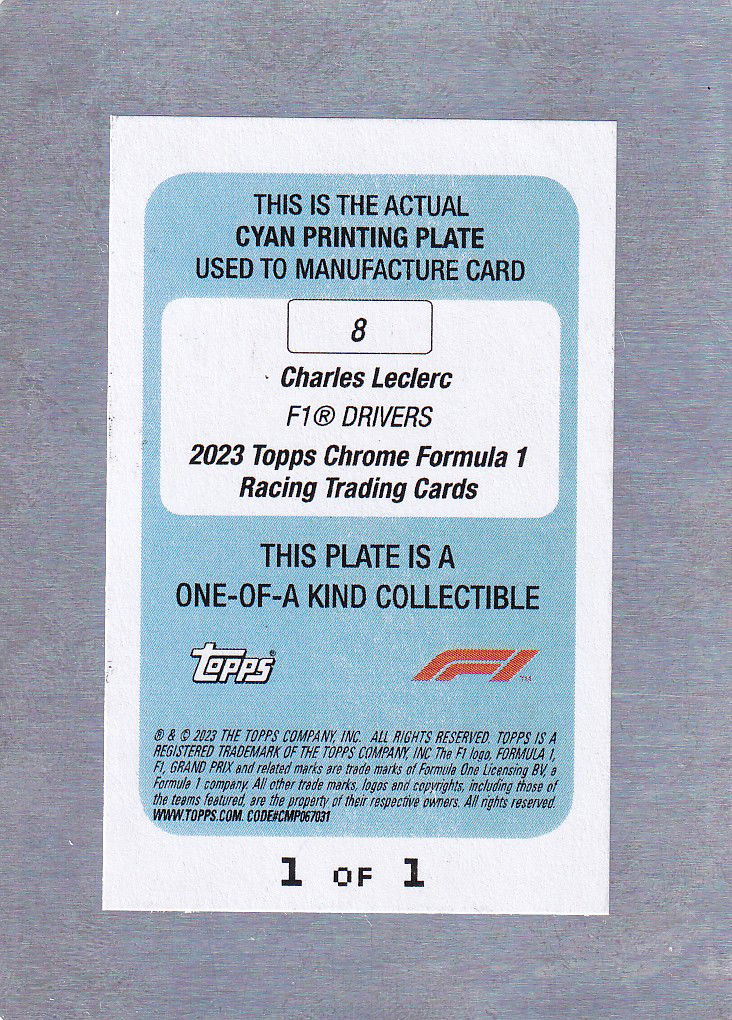 THIS IS THE ACTUAL
CYAN PRINTING PLATE
USED TO MANUFACTURE CARD
8
Charles Leclerc
F1® DRIVERS
2023 Topps Chrome Formula 1
Racing Trading Cards
THIS PLATE IS A
ONE-OF-A KIND COLLECTIBLE
Topps® F1™
® & © 2023 THE TOPPS COMPANY, INC. ALL RIGHTS RESERVED. TOPPS IS A
REGISTERED TRADEMARK OF THE TOPPS COMPANY, INC The F1 logo, FORMULA 1,
F1, GRAND PRIX and related marks are trade marks of Formula One Licensing BV, a
Formula 1 company. All other trade marks, logos and copyrights, including those of
the teams featured, are the property of their respective owners. All rights reserved.
WWW.TOPPS.COM. CODE#CMP067031
1 OF 1